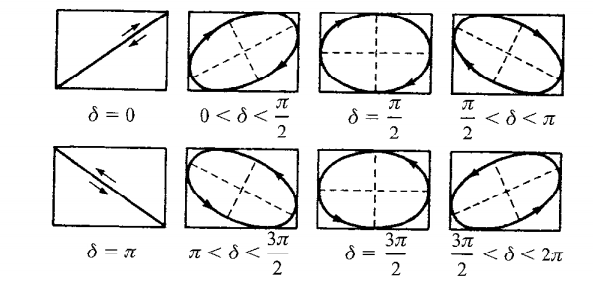 δ = 0
0 < δ < π/2
δ = π/2
π/2 < δ < π
δ = π
π < δ < 3π/2
δ = 3π/2
3π/2 < δ < 2π